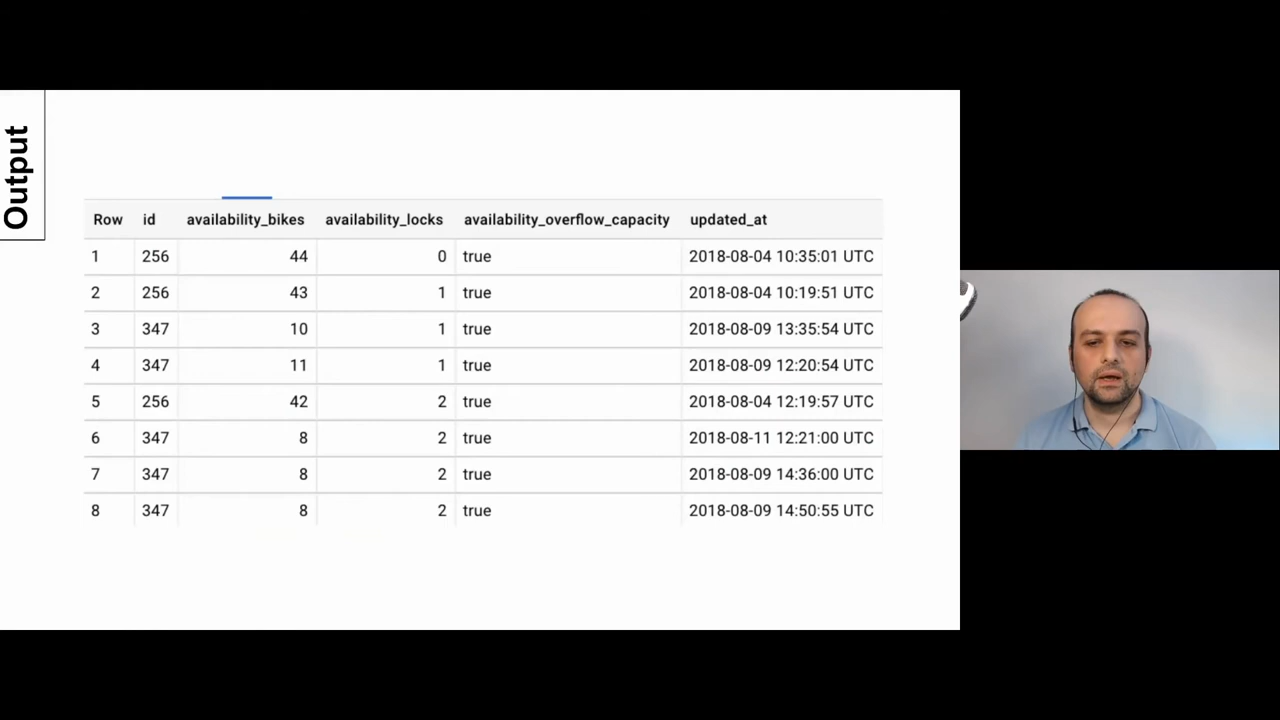 Output
Row id availability_bikes availability_locks availability_overflow_capacity updated_at
1 256 44 0 true 2018-08-04 10:35:01 UTC
2 256 43 1 true 2018-08-04 10:19:51 UTC
3 347 10 1 true 2018-08-09 13:35:54 UTC
4 347 11 1 true 2018-08-09 12:20:54 UTC
5 256 42 2 true 2018-08-04 12:19:57 UTC
6 347 8 2 true 2018-08-11 12:21:00 UTC
7 347 8 2 true 2018-08-09 14:36:00 UTC
8 347 8 2 true 2018-08-09 14:50:55 UTC